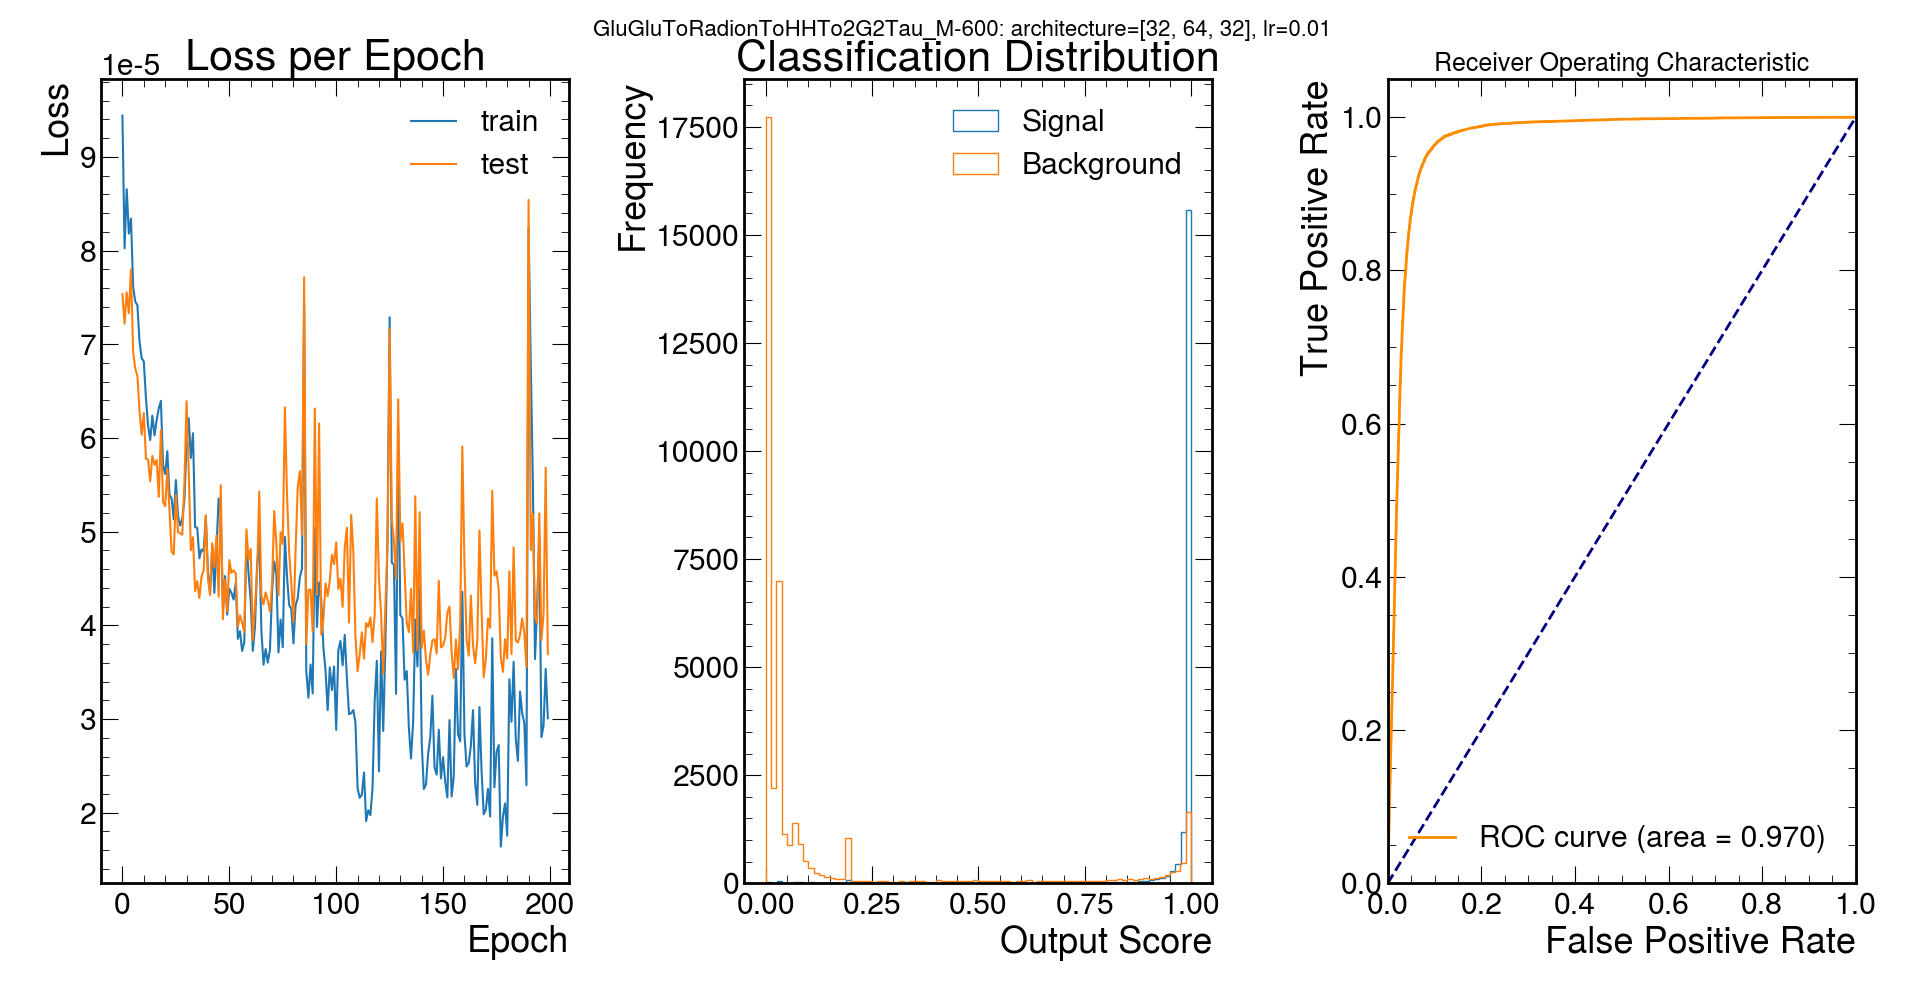 GluGluToRadionToHHTo2G2Tau_M-600: architecture=[32, 64, 32], lr=0.01
Loss per Epoch
1e-5
Loss
train
test
9
8
7
6
5
4
3
2
0
50
100
150
200
Epoch
Classification Distribution
Frequency
Signal
Background
17500
15000
12500
10000
7500
5000
2500
0
0.00
0.25
0.50
0.75
1.00
Output Score
Receiver Operating Characteristic
True Positive Rate
1.0
0.8
0.6
0.4
0.2
0.0
ROC curve (area = 0.970)
0.0
0.2
0.4
0.6
0.8
1.0
False Positive Rate